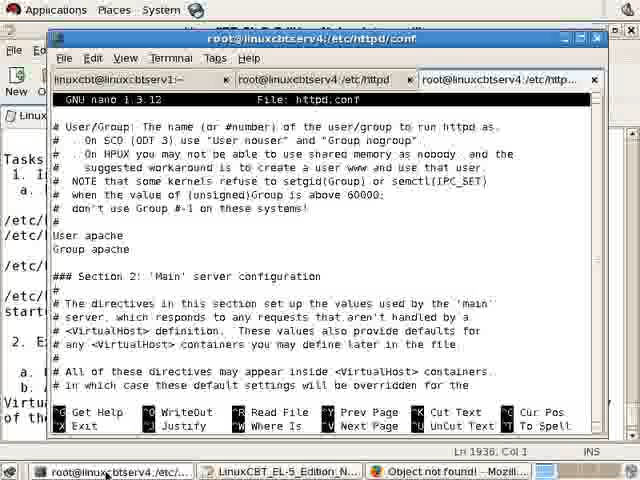 Applications Places System
root@linuxcbtserv4:/etc/httpd/conf
File Edit View Terminal Tabs Help
linuxcbt@linuxcbtserv1:~ root@linuxcbtserv4:/etc/httpd root@linuxcbtserv4:/etc/http...
GNU nano 1.3.12 File: httpd.conf
# User/Group: The name (or #number) of the user/group to run httpd as.
# . On SCO (ODT 3) use "User nouser" and "Group nogroup".
# . On HPUX you may not be able to use shared memory as nobody, and the
# suggested workaround is to create a user www and use that user.
# NOTE that some kernels refuse to setgid(Group) or semctl(IPC_SET)
# when the value of (unsigned)Group is above 60000;
# don't use Group #-1 on these systems!
#
User apache
Group apache
### Section 2: 'Main' server configuration
#
# The directives in this section set up the values used by the 'main'
# server, which responds to any requests that aren't handled by a
# <VirtualHost> definition. These values also provide defaults for
# any <VirtualHost> containers you may define later in the file.
#
# All of these directives may appear inside <VirtualHost> containers,
# in which case these default settings will be overridden for the
^G Get Help ^O WriteOut ^R Read File ^Y Prev Page ^K Cut Text ^C Cur Pos
^X Exit ^J Justify ^W Where Is ^V Next Page ^U UnCut Text ^T To Spell
File
New
Linux
Tasks
1. I
a.
/etc/
/etc/
/etc/
/etc/
start
2. E
a.
b.
Virtu
of the
Ln 1936, Col 1 INS
root@linuxcbtserv4:/etc/... LinuxCBT_EL-5_Edition_N... Object not found! - Mozill...